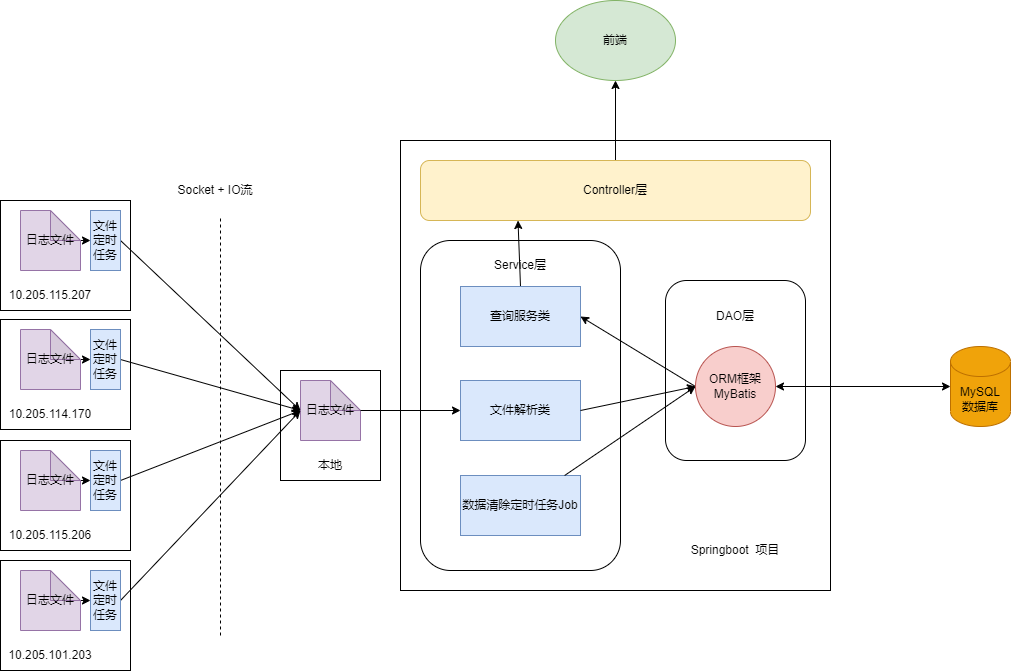 前端
Socket + IO流
Controller层
日志文件
文件
定时
任务
10.205.115.207
日志文件
文件
定时
任务
10.205.114.170
日志文件
文件
定时
任务
10.205.115.206
日志文件
文件
定时
任务
10.205.101.203
日志文件
本地
Service层
查询服务类
文件解析类
数据清除定时任务Job
DAO层
ORM框架
MyBatis
Springboot 项目
MySQL
数据库